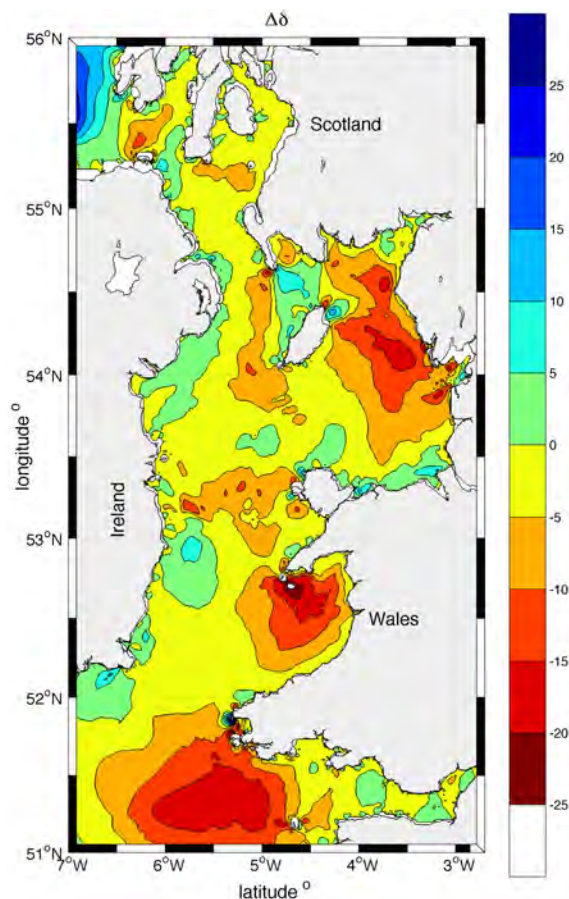 Δδ
56°N
55°N
54°N
53°N
52°N
51°N
longitude °
7°W
6°W
5°W
4°W
3°W
latitude °
Scotland
Ireland
Wales
25
20
15
10
5
0
-5
-10
-15
-20
-25